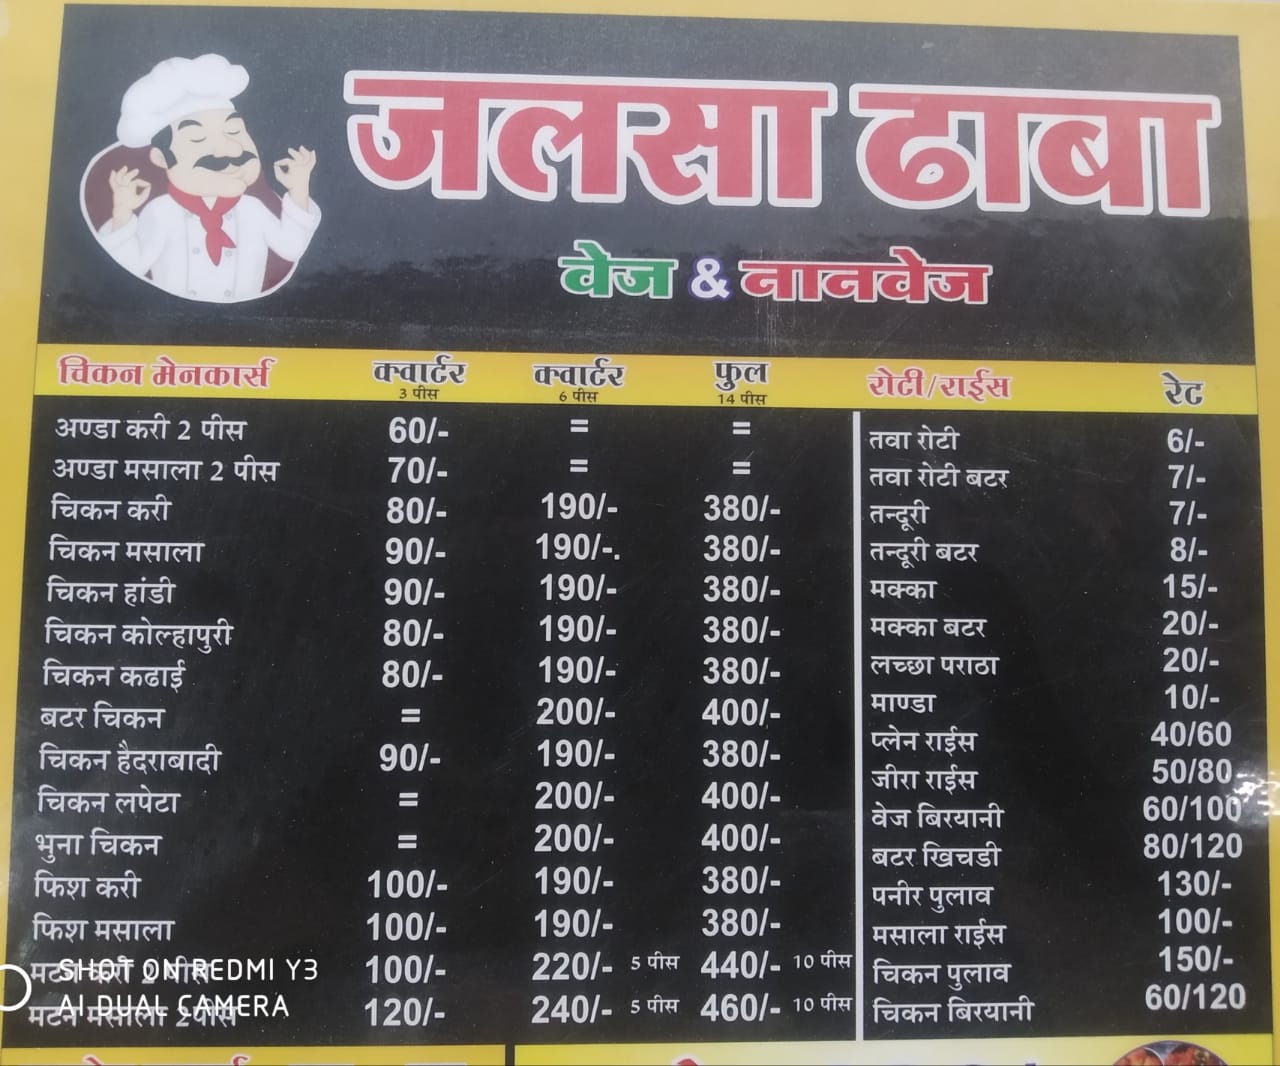 जलसा ढाबा
वेज & नानवेज
चिकन मेनकार्स क्वार्टर 3 पीस क्वार्टर 6 पीस फुल 14 पीस
अण्डा करी 2 पीस 60/- = =
अण्डा मसाला 2 पीस 70/- = =
चिकन करी 80/- 190/- 380/-
चिकन मसाला 90/- 190/-. 380/-
चिकन हांडी 90/- 190/- 380/-
चिकन कोल्हापुरी 80/- 190/- 380/-
चिकन कढाई 80/- 190/- 380/-
बटर चिकन = 200/- 400/-
चिकन हैदराबादी 90/- 190/- 380/-
चिकन लपेटा = 200/- 400/-
भुना चिकन = 200/- 400/-
फिश करी 100/- 190/- 380/-
फिश मसाला 100/- 190/- 380/-
मटन करी 2 पीस 100/- 220/- 5 पीस 440/- 10 पीस
मटन मसाला 2पीस 120/- 240/- 5 पीस 460/- 10 पीस
रोटी/राईस रेट
तवा रोटी 6/-
तवा रोटी बटर 7/-
तन्दूरी 7/-
तन्दूरी बटर 8/-
मक्का 15/-
मक्का बटर 20/-
लच्छा पराठा 20/-
माण्डा 10/-
प्लेन राईस 40/60
जीरा राईस 50/80
वेज बिरयानी 60/100
बटर खिचडी 80/120
पनीर पुलाव 130/-
मसाला राईस 100/-
चिकन पुलाव 150/-
चिकन बिरयानी 60/120
SHOT ON REDMI Y3
AI DUAL CAMERA